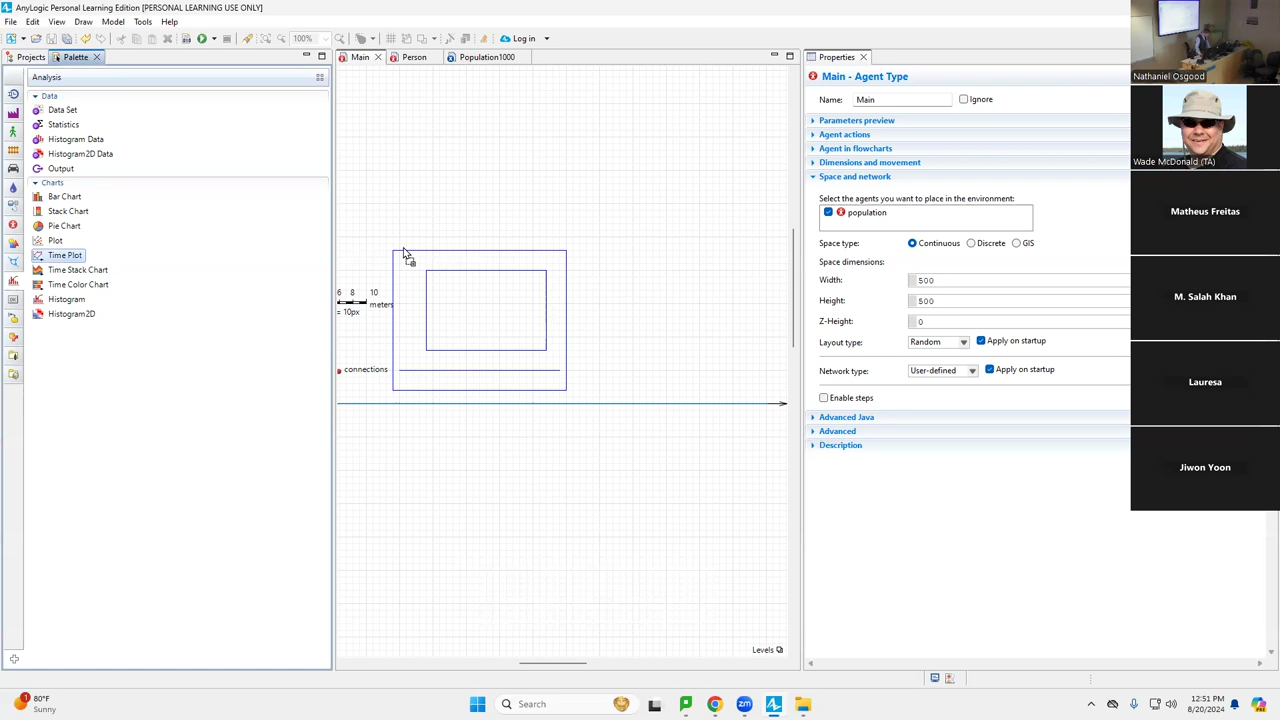 AnyLogic Personal Learning Edition [PERSONAL LEARNING USE ONLY]
File Edit View Draw Model Tools Help
100% Log in
Projects Palette
Main Person Population1000
Properties
Analysis
Data
Data Set
Statistics
Histogram Data
Histogram2D Data
Output
Charts
Bar Chart
Stack Chart
Pie Chart
Plot
Time Plot
Time Stack Chart
Time Color Chart
Histogram
Histogram2D
6 8 10
meters
= 10px
connections
Levels
Main - Agent Type
Name: Main Ignore
Parameters preview
Agent actions
Agent in flowcharts
Dimensions and movement
Space and network
Select the agents you want to place in the environment:
population
Space type: Continuous Discrete GIS
Space dimensions:
Width: 500
Height: 500
Z-Height: 0
Layout type: Random Apply on startup
Network type: User-defined Apply on startup
Enable steps
Advanced Java
Advanced
Description
Nathaniel Osgood
Wade McDonald (TA)
Matheus Freitas
M. Salah Khan
Lauresa
Jiwon Yoon
1
80°F
Sunny
Search
12:51 PM
8/20/2024